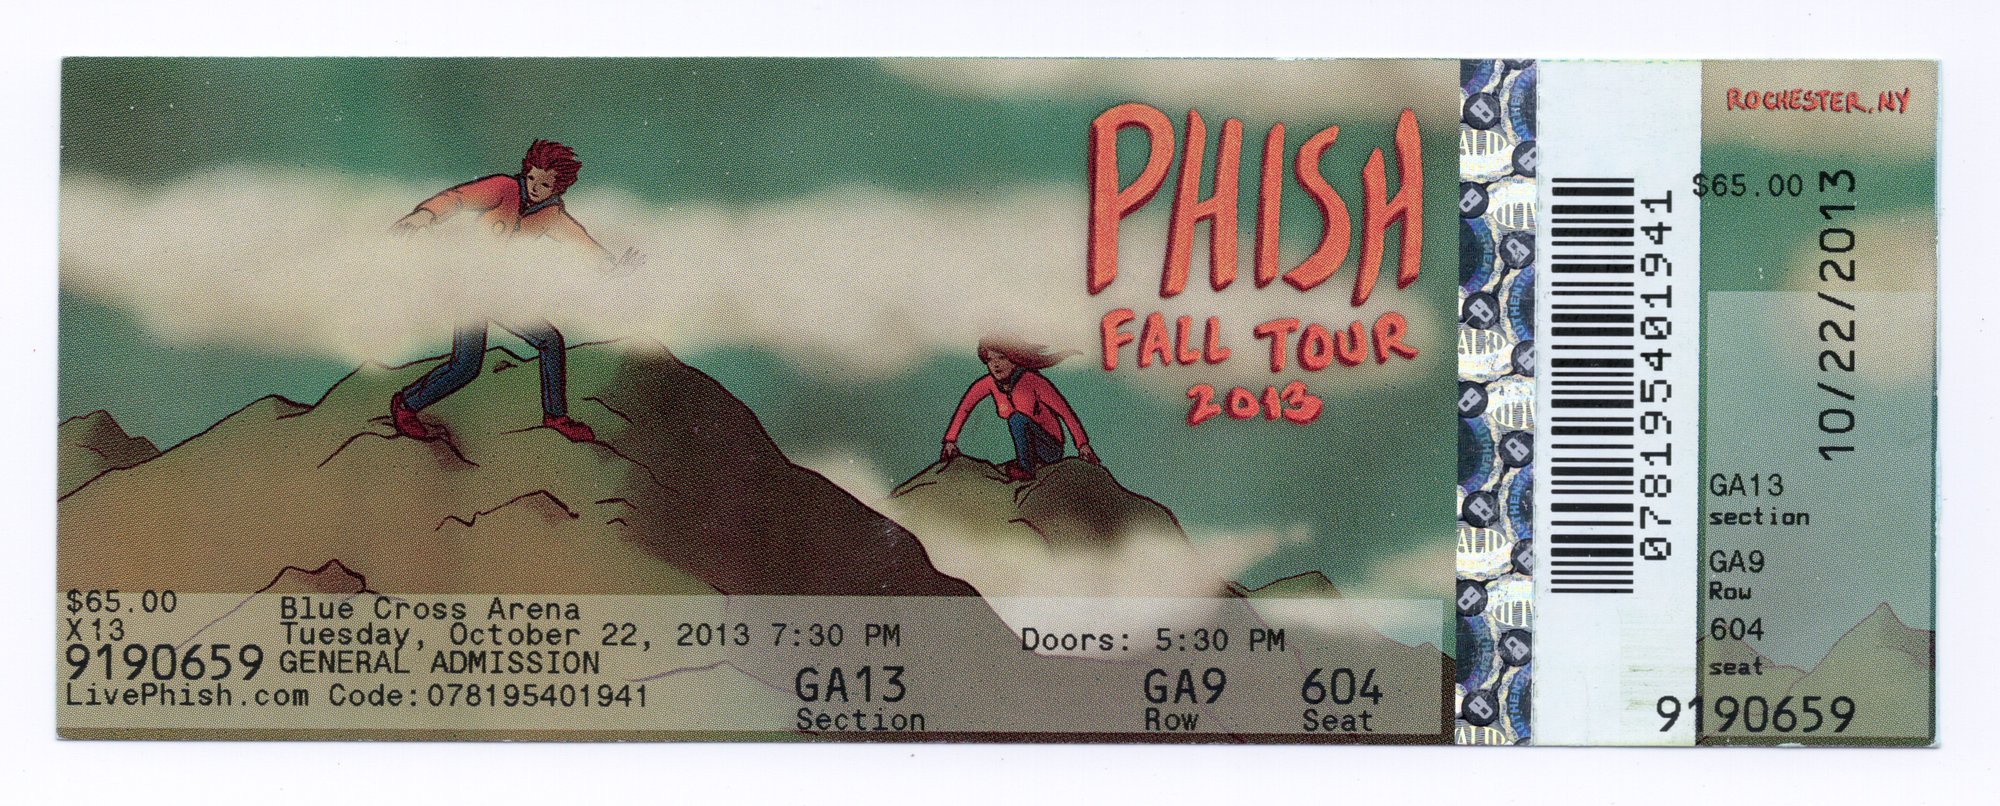 PHISH
FALL TOUR
2013
$65.00
X13
9190659
Blue Cross Arena
Tuesday, October 22, 2013 7:30 PM
GENERAL ADMISSION
LivePhish.com Code:078195401941
Doors: 5:30 PM
GA13
Section
GA9
Row
604
Seat
078195401941
ROCHESTER, NY
$65.00
10/22/2013
GA13
section
GA9
Row
604
seat
9190659